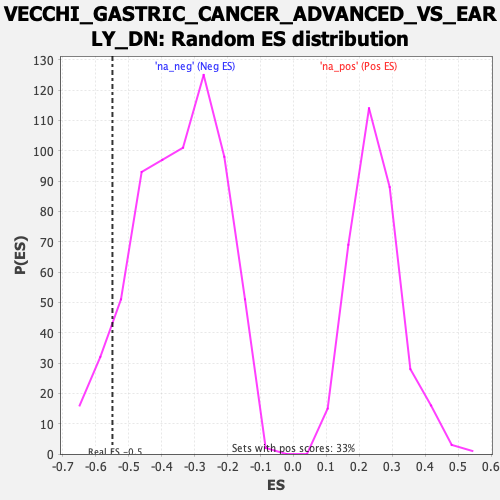 VECCHI_GASTRIC_CANCER_ADVANCED_VS_EAR
LY_DN: Random ES distribution
'na_neg' (Neg ES)
'na_pos' (Pos ES)
130
120
110
100
90
80
70
60
50
40
30
20
10
0
P(ES)
Real ES -0.5
Sets with pos scores: 33%
-0.7 -0.6 -0.5 -0.4 -0.3 -0.2 -0.1 0.0 0.1 0.2 0.3 0.4 0.5 0.6
ES